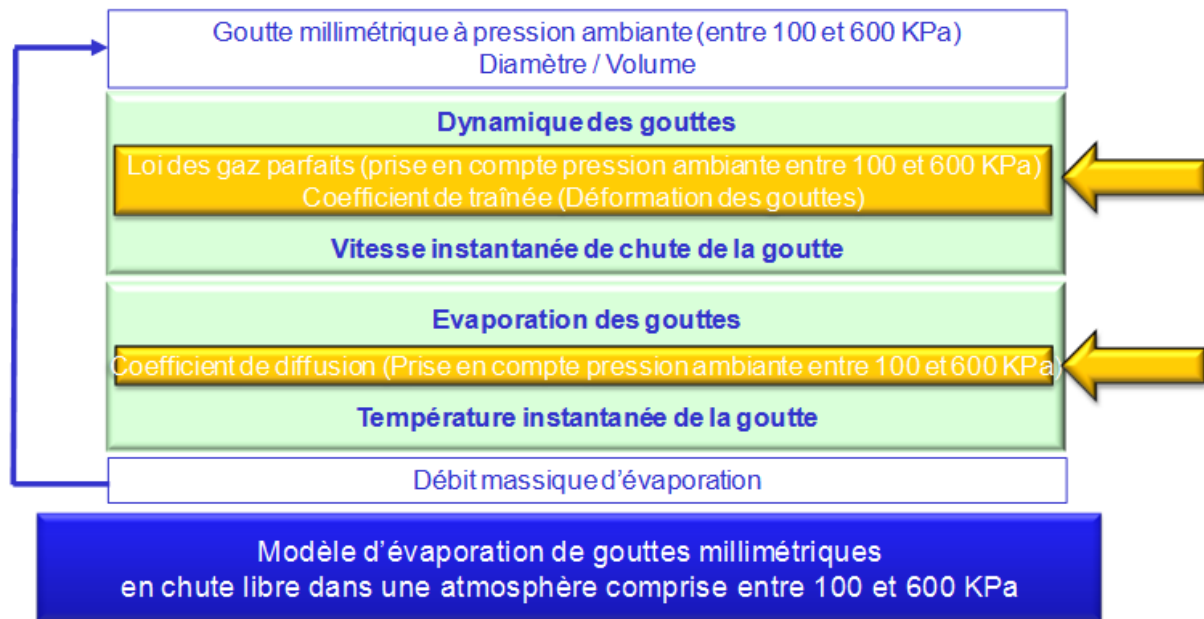 Goutte millimétrique à pression ambiante (entre 100 et 600 KPa)
Diamètre / Volume
Dynamique des gouttes
Loi des gaz parfaits (prise en compte pression ambiante entre 100 et 600 KPa)
Coefficient de traînée (Déformation des gouttes)
Vitesse instantanée de chute de la goutte
Evaporation des gouttes
Coefficient de diffusion (Prise en compte pression ambiante entre 100 et 600 KPa)
Température instantanée de la goutte
Débit massique d'évaporation
Modèle d'évaporation de gouttes millimétriques
en chute libre dans une atmosphère comprise entre 100 et 600 KPa